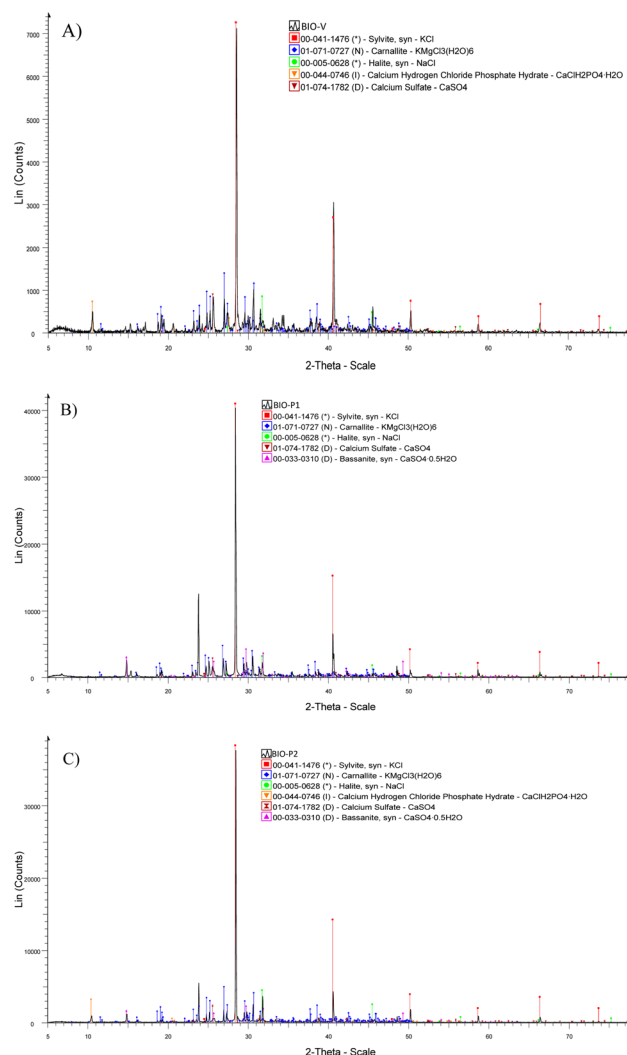 A)
BIO-V
00-041-1476 (*) - Sylvite, syn - KCl
01-071-0727 (N) - Carnallite - KMgCl3(H2O)6
00-005-0628 (*) - Halite, syn - NaCl
00-044-0746 (I) - Calcium Hydrogen Chloride Phosphate Hydrate - CaClH2PO4·H2O
01-074-1782 (D) - Calcium Sulfate - CaSO4
Lin (Counts)
7000
6000
5000
4000
3000
2000
1000
0
5 10 20 30 40 50 60 70
2-Theta - Scale
B)
BIO-P1
00-041-1476 (*) - Sylvite, syn - KCl
01-071-0727 (N) - Carnallite - KMgCl3(H2O)6
00-005-0628 (*) - Halite, syn - NaCl
01-074-1782 (D) - Calcium Sulfate - CaSO4
00-033-0310 (D) - Bassanite, syn - CaSO4·0.5H2O
Lin (Counts)
40000
30000
20000
10000
0
5 10 20 30 40 50 60 70
2-Theta - Scale
C)
BIO-P2
00-041-1476 (*) - Sylvite, syn - KCl
01-071-0727 (N) - Carnallite - KMgCl3(H2O)6
00-005-0628 (*) - Halite, syn - NaCl
00-044-0746 (I) - Calcium Hydrogen Chloride Phosphate Hydrate - CaClH2PO4·H2O
01-074-1782 (D) - Calcium Sulfate - CaSO4
00-033-0310 (D) - Bassanite, syn - CaSO4·0.5H2O
Lin (Counts)
30000
20000
10000
0
5 10 20 30 40 50 60 70
2-Theta - Scale